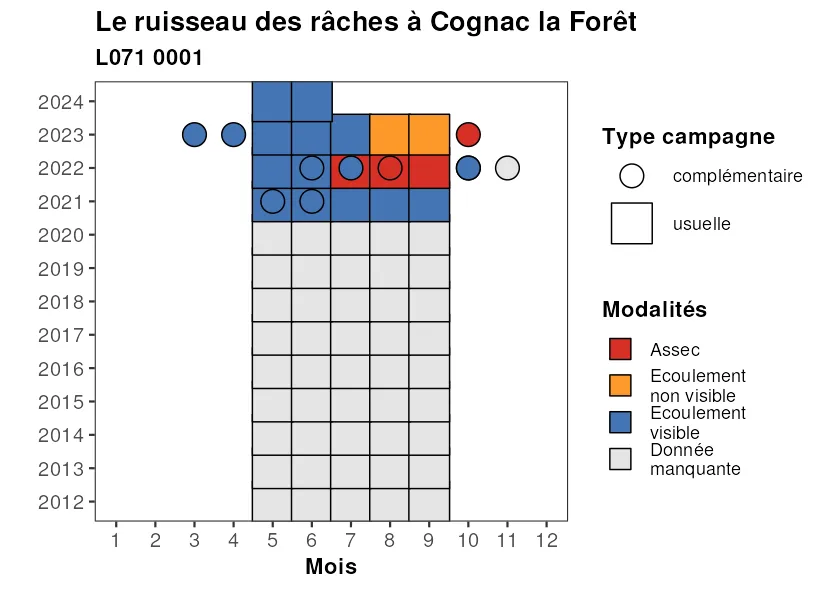 Le ruisseau des râches à Cognac la Forêt
L071 0001
2024
2023
2022
2021
2020
2019
2018
2017
2016
2015
2014
2013
2012
1 2 3 4 5 6 7 8 9 10 11 12
Mois
Type campagne
complémentaire
usuelle
Modalités
Assec
Ecoulement
non visible
Ecoulement
visible
Donnée
manquante